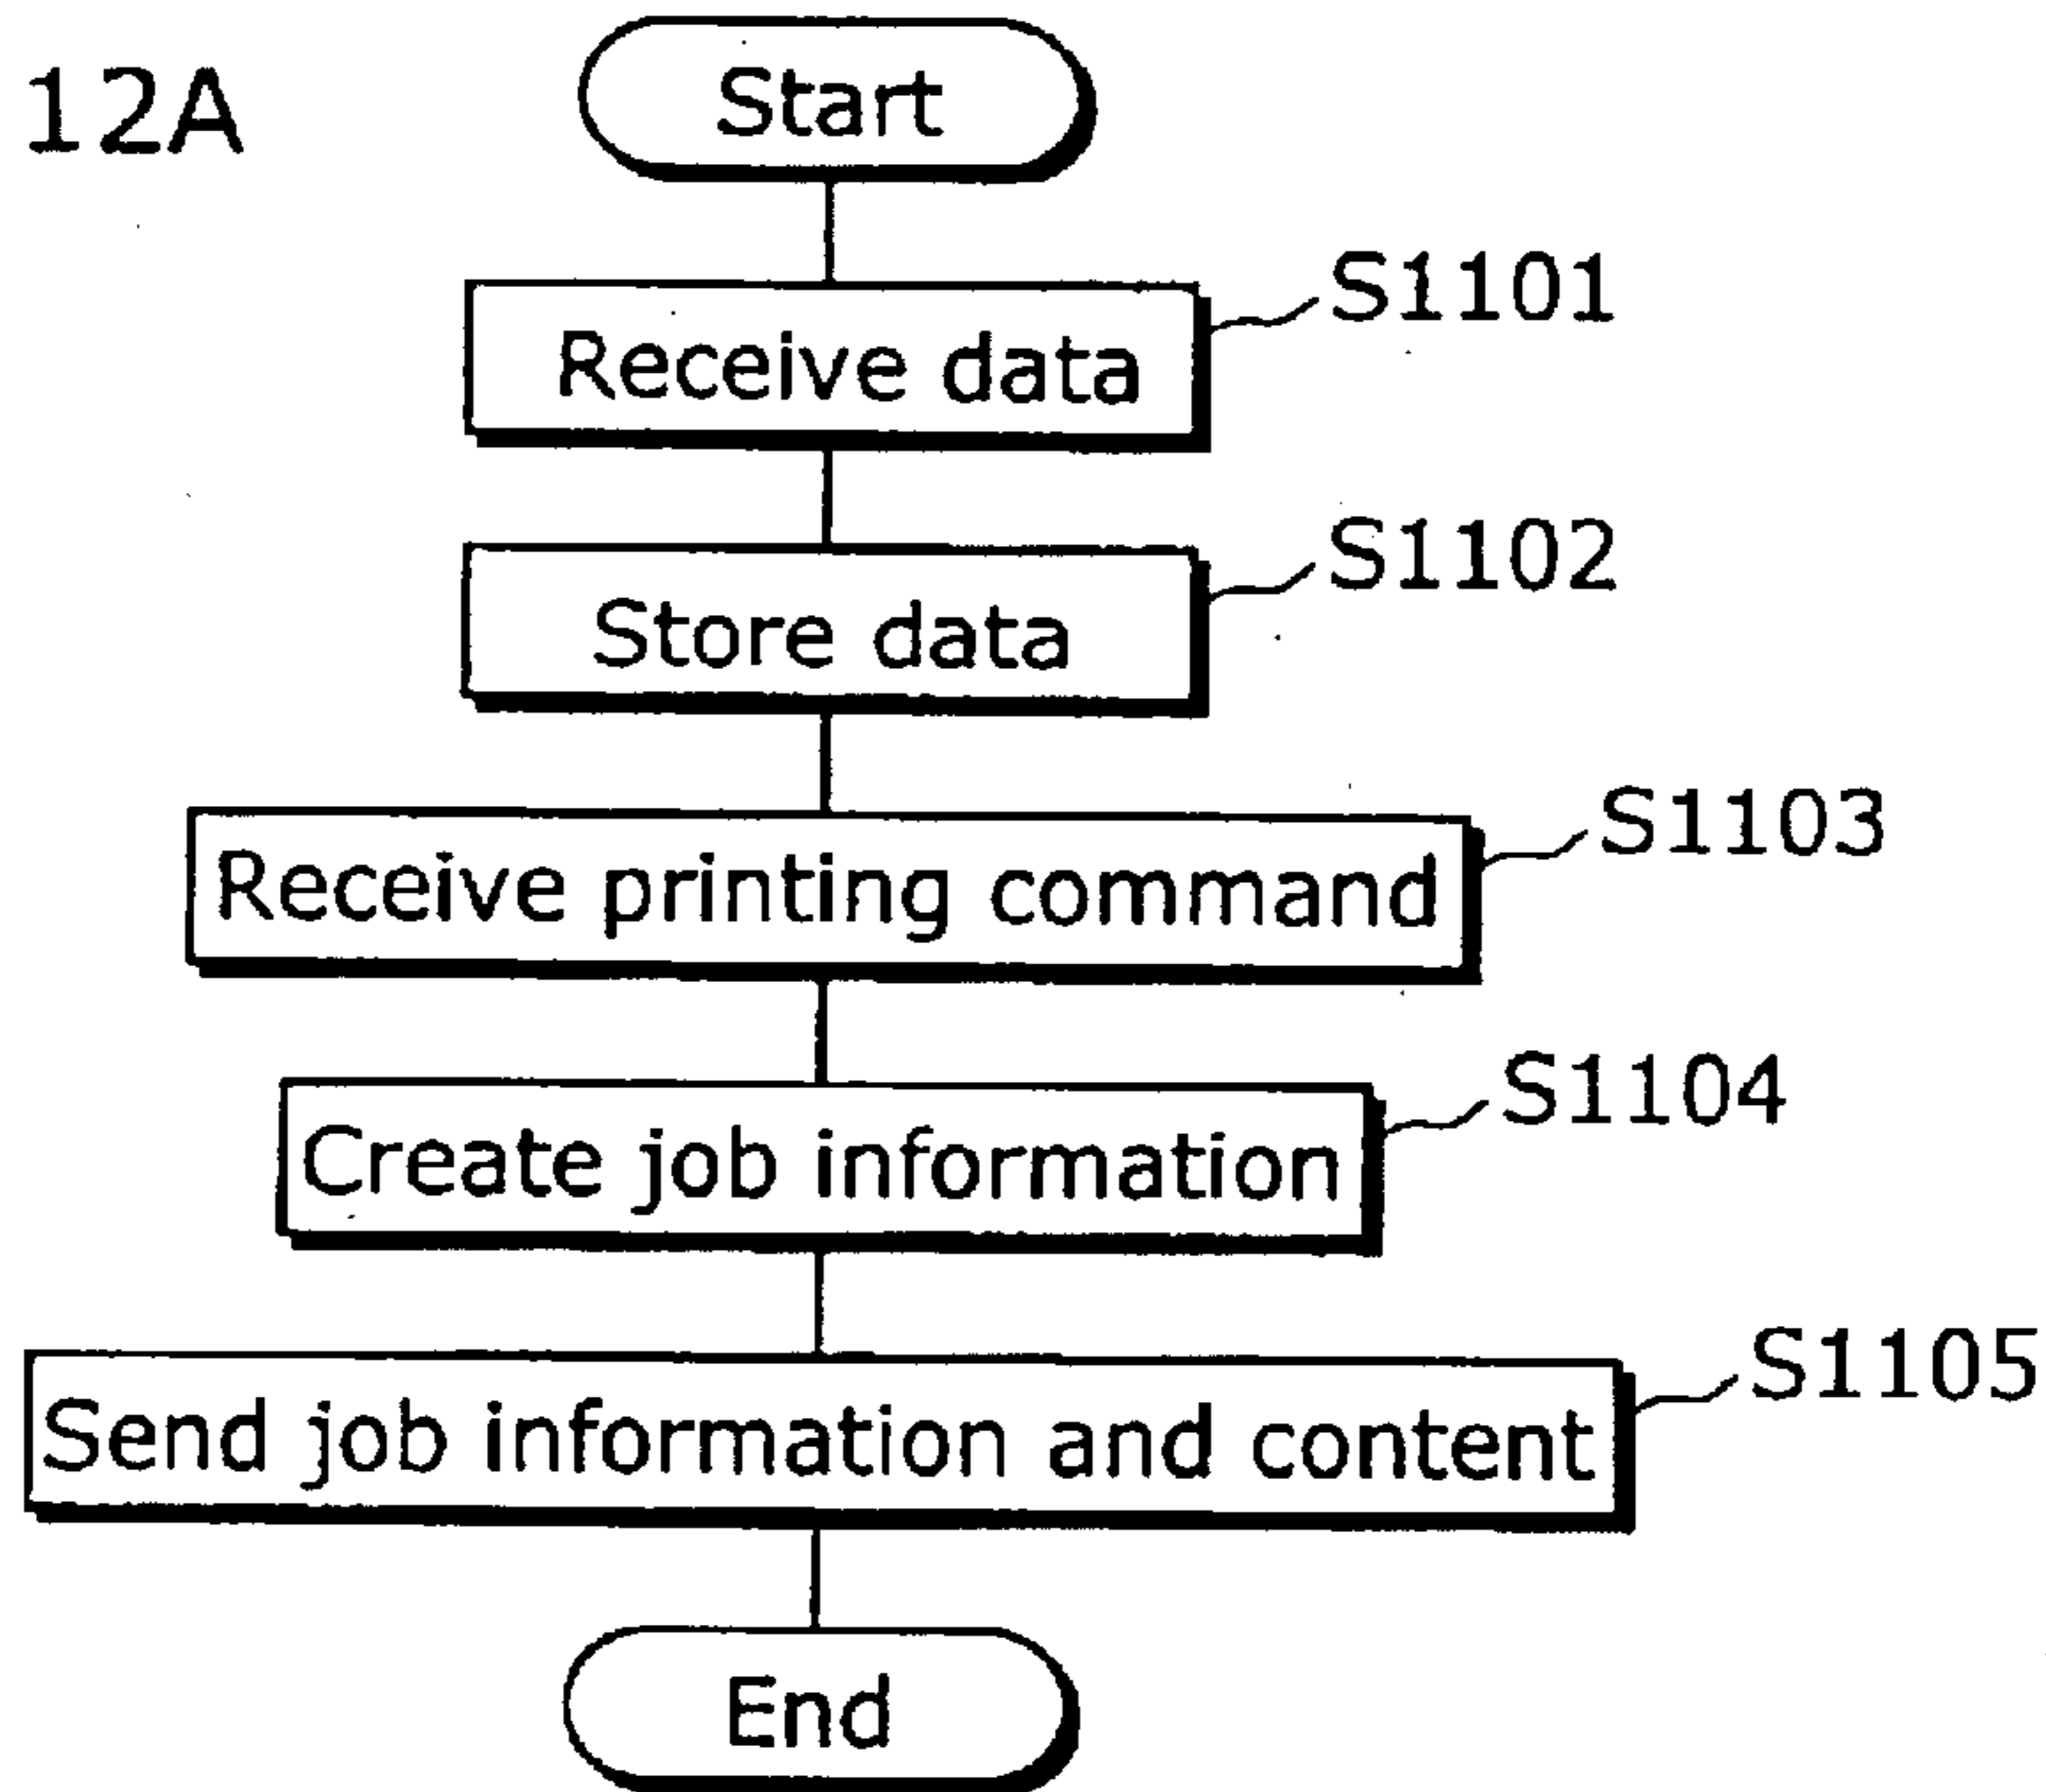 12A
Start
Receive data
S1101
Store data
S1102
Receive printing command
S1103
Create job information
S1104
Send job information and content
S1105
End